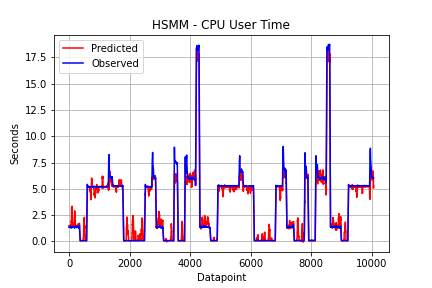 HSMM - CPU User Time
Predicted
Observed
17.5
15.0
12.5
10.0
7.5
5.0
2.5
0.0
Seconds
0 2000 4000 6000 8000 10000
Datapoint